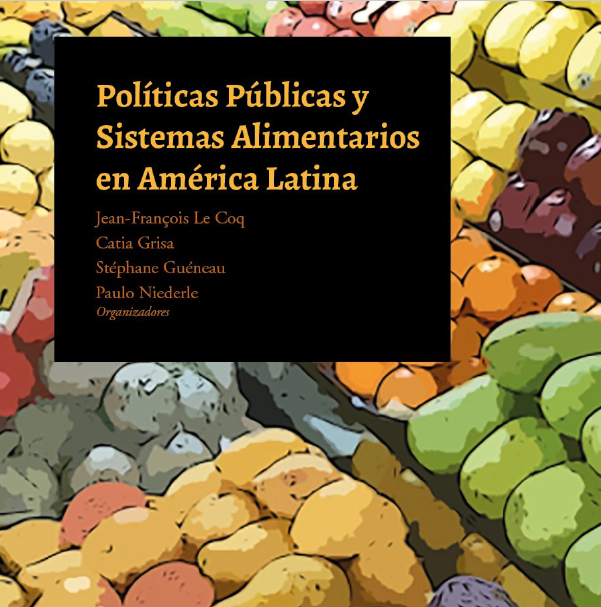 Políticas Públicas y
Sistemas Alimentarios
en América Latina
Jean-François Le Coq
Catia Grisa
Stéphane Guéneau
Paulo Niederle
Organizadores